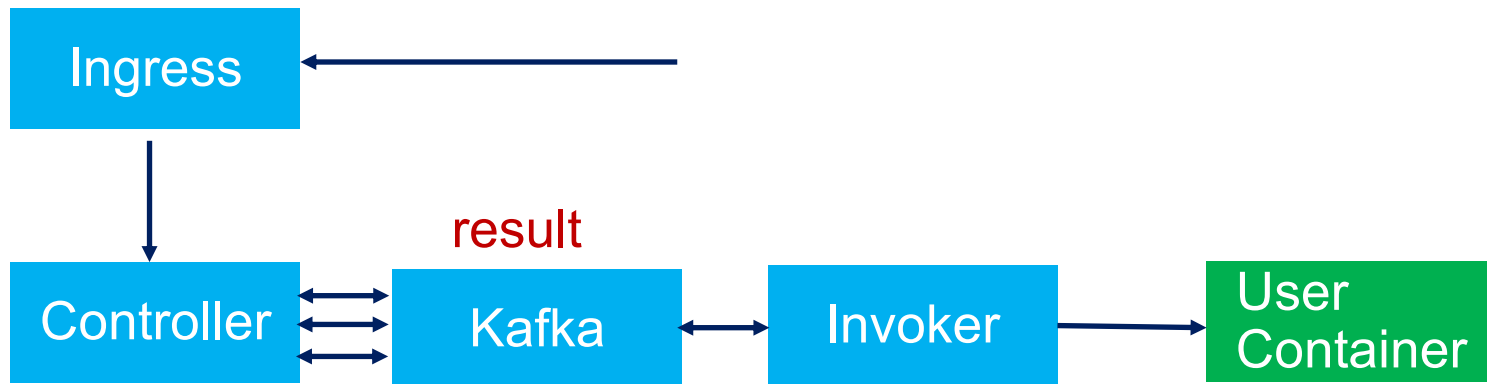 Ingress
result
Controller
Kafka
Invoker
User
Container